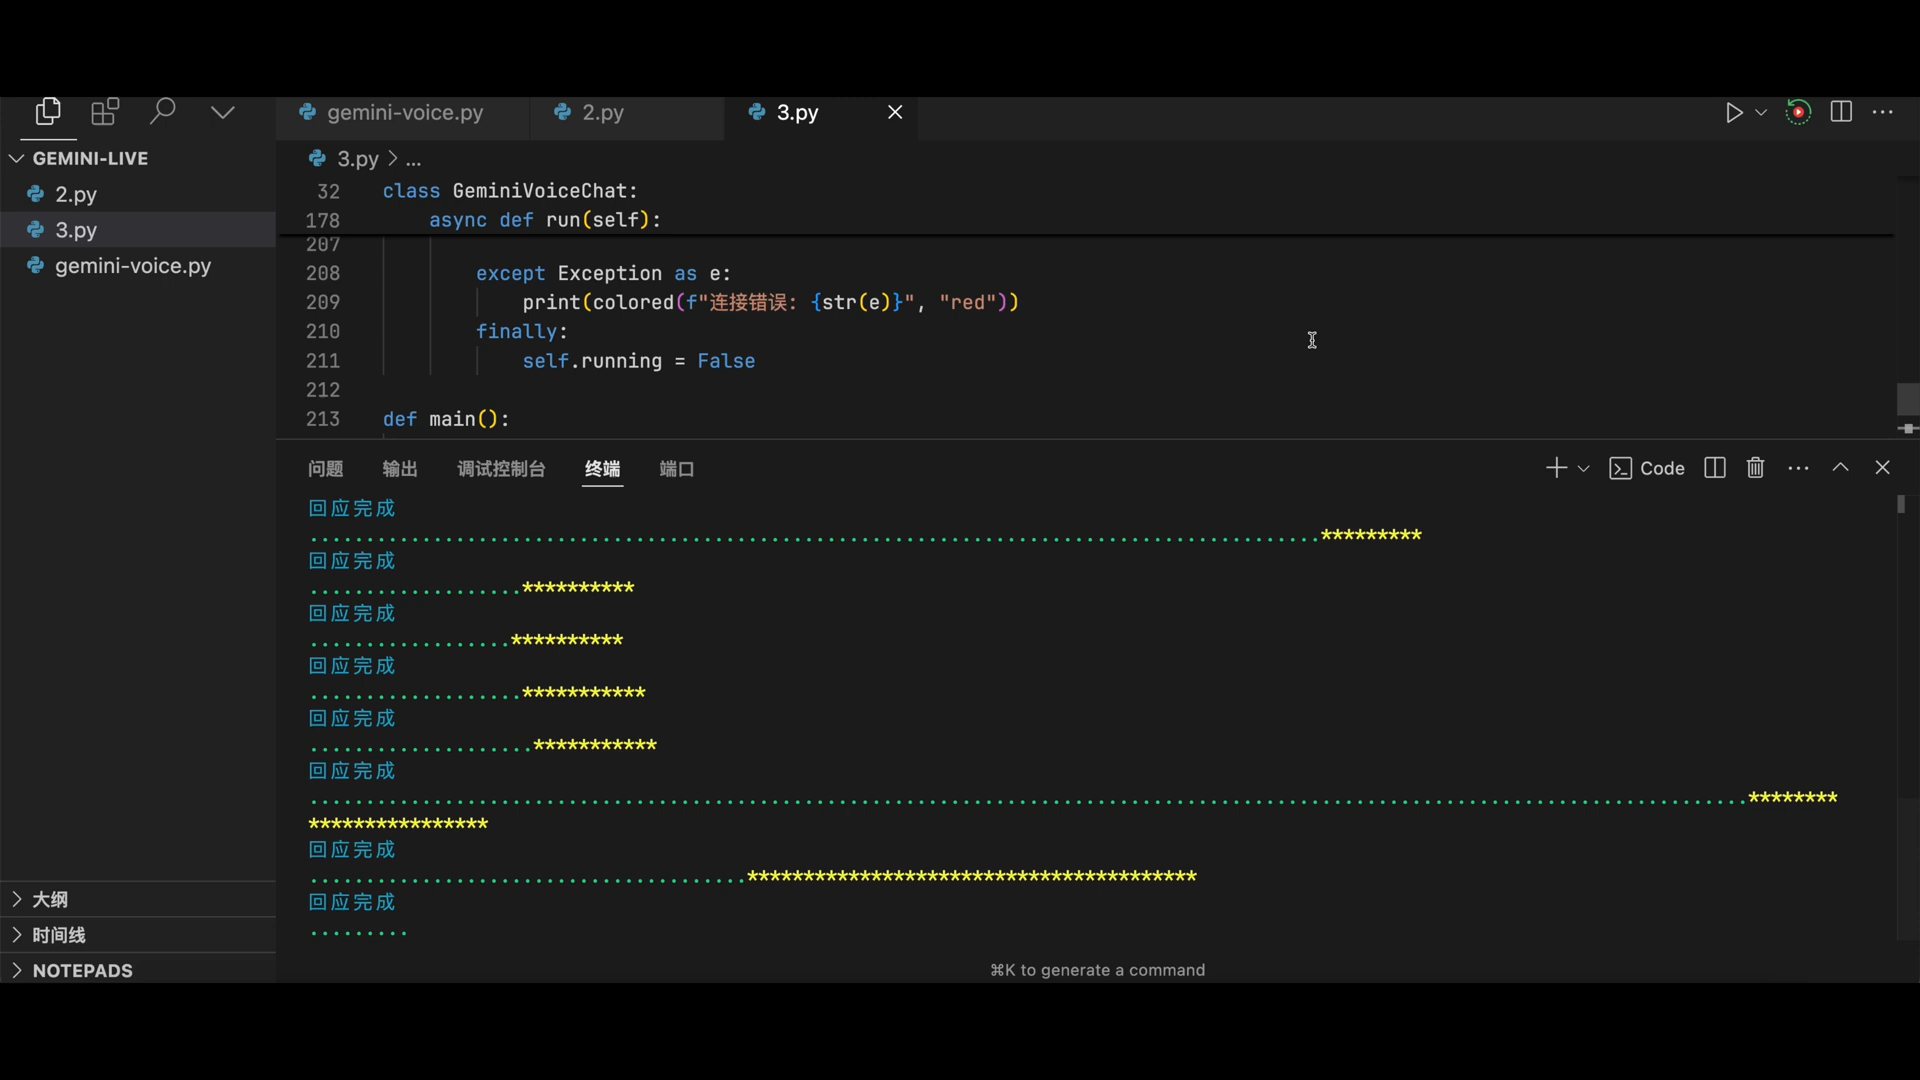 gemini-voice.py
2.py
3.py
GEMINI-LIVE
2.py
3.py
gemini-voice.py
3.py > ...
32 class GeminiVoiceChat:
178 async def run(self):
207
208 except Exception as e:
209 print(colored(f"连接错误: {str(e)}", "red"))
210 finally:
211 self.running = False
212
213 def main():
问题 输出 调试控制台 终端 端口
Code
回应完成
..........................................................................................*********
回应完成
...................**********
回应完成
..................**********
回应完成
...................***********
回应完成
....................***********
回应完成
................................................................................................................................********
****************
回应完成
.......................................****************************************
回应完成
.........
⌘K to generate a command
大纲
时间线
NOTEPADS